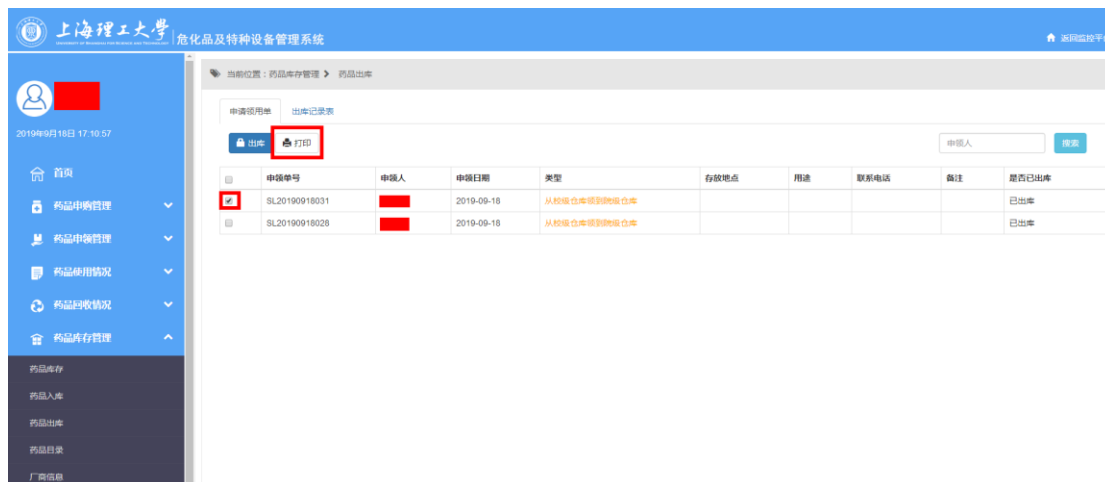 上海理工大学 危化品及特种设备管理系统
返回监控平
当前位置：药品库存管理 药品出库
2019年9月18日 17:10:57
申请领用单 出库记录表
出库 打印 申领人 搜索
首页
药品申购管理
药品申领管理
药品使用情况
药品回收情况
药品库存管理
药品库存
药品入库
药品出库
药品目录
厂商信息
申领单号 申领人 申领日期 类型 存放地点 用途 联系电话 备注 是否已出库
SL20190918031 2019-09-18 从校级仓库领到院级仓库 已出库
SL20190918028 2019-09-18 从校级仓库领到院级仓库 已出库